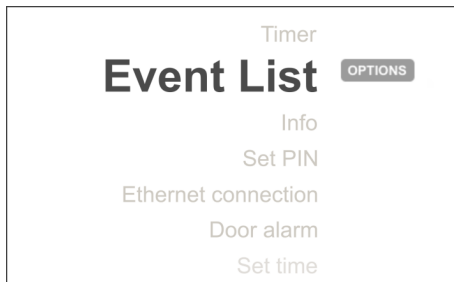 Timer
Event List OPTIONS
Info
Set PIN
Ethernet connection
Door alarm
Set time